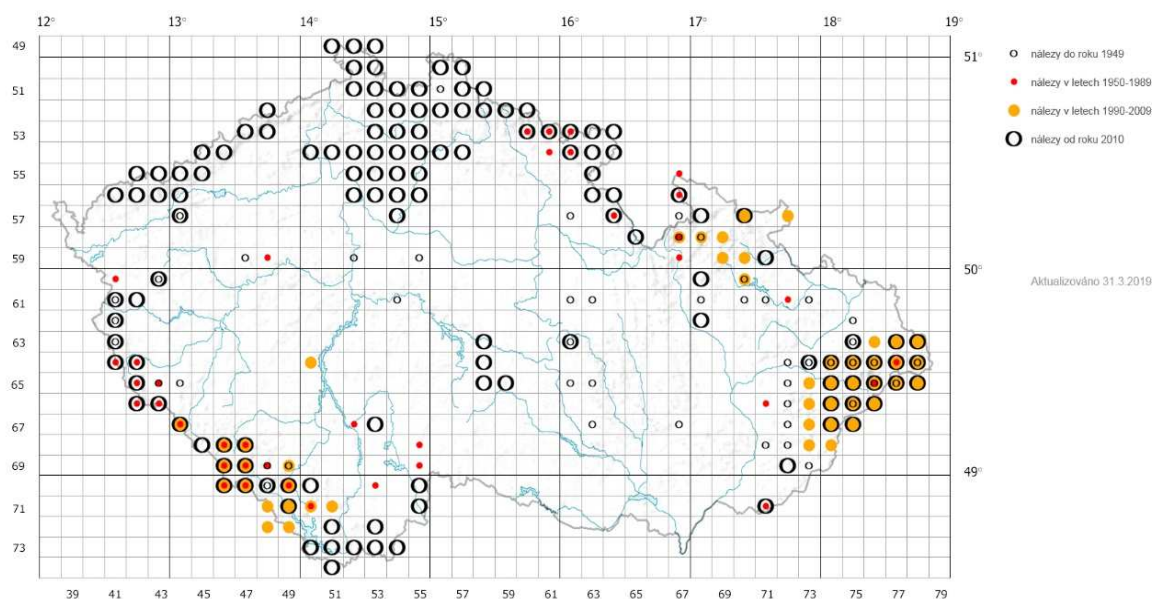 12° 13° 14° 15° 16° 17° 18° 19°
49
51°
nálezy do roku 1949
51
nálezy v letech 1950-1989
nálezy v letech 1990-2009
53
nálezy od roku 2010
55
57
59
50°
Aktualizováno 31.3.2019
61
63
65
67
69
49°
71
73
39 41 43 45 47 49 51 53 55 57 59 61 63 65 67 69 71 73 75 77 79